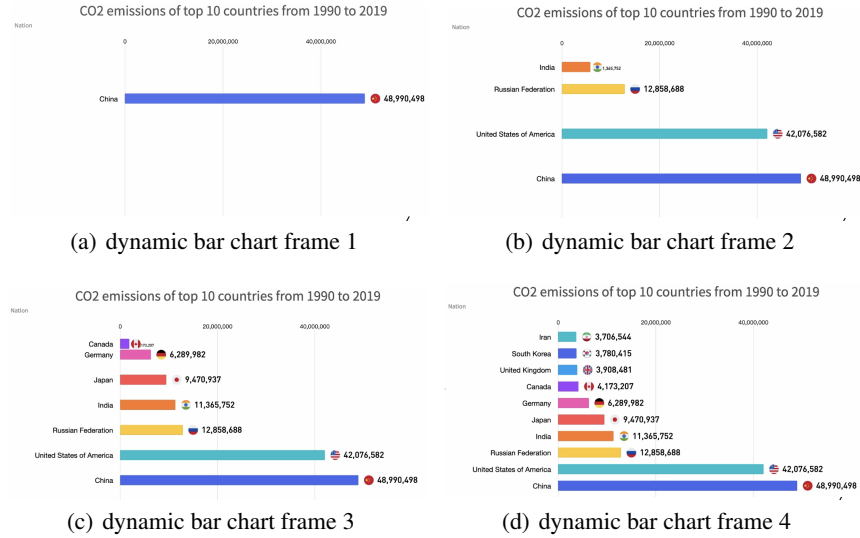 CO2 emissions of top 10 countries from 1990 to 2019
Nation
0 20,000,000 40,000,000
China 48,990,498
(a) dynamic bar chart frame 1
CO2 emissions of top 10 countries from 1990 to 2019
Nation
0 20,000,000 40,000,000
India 1,365,752
Russian Federation 12,858,688
United States of America 42,076,582
China 48,990,498
(b) dynamic bar chart frame 2
CO2 emissions of top 10 countries from 1990 to 2019
Nation
0 20,000,000 40,000,000
Canada
Germany 6,289,982
Japan 9,470,937
India 11,365,752
Russian Federation 12,858,688
United States of America 42,076,582
China 48,990,498
(c) dynamic bar chart frame 3
CO2 emissions of top 10 countries from 1990 to 2019
Nation
0 20,000,000 40,000,000
Iran 3,706,544
South Korea 3,780,415
United Kingdom 3,908,481
Canada 4,173,207
Germany 6,289,982
Japan 9,470,937
India 11,365,752
Russian Federation 12,858,688
United States of America 42,076,582
China 48,990,498
(d) dynamic bar chart frame 4